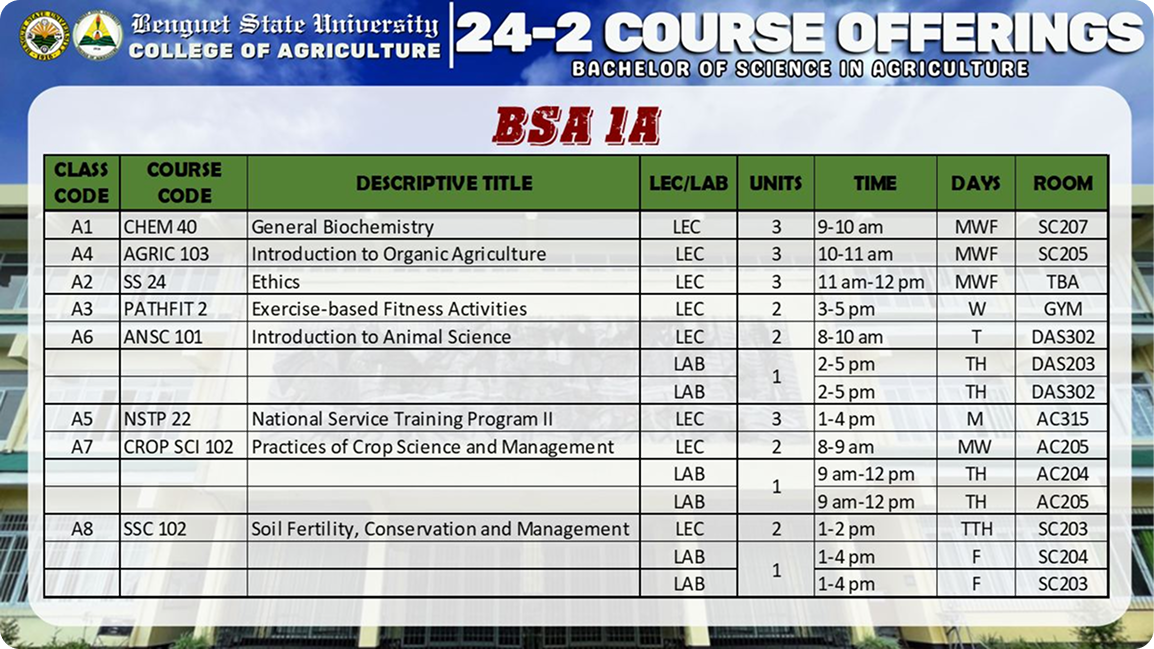 Benguet State University
COLLEGE OF AGRICULTURE
24-2 COURSE OFFERINGS
BACHELOR OF SCIENCE IN AGRICULTURE
BSA 1A
CLASS CODE COURSE CODE DESCRIPTIVE TITLE LEC/LAB UNITS TIME DAYS ROOM
A1 CHEM 40 General Biochemistry LEC 3 9-10 am MWF SC207
A4 AGRIC 103 Introduction to Organic Agriculture LEC 3 10-11 am MWF SC205
A2 SS 24 Ethics LEC 3 11 am-12 pm MWF TBA
A3 PATHFIT 2 Exercise-based Fitness Activities LEC 2 3-5 pm W GYM
A6 ANSC 101 Introduction to Animal Science LEC 2 8-10 am T DAS302
LAB 1 2-5 pm TH DAS203
LAB 2-5 pm TH DAS302
A5 NSTP 22 National Service Training Program II LEC 3 1-4 pm M AC315
A7 CROP SCI 102 Practices of Crop Science and Management LEC 2 8-9 am MW AC205
LAB 1 9 am-12 pm TH AC204
LAB 9 am-12 pm TH AC205
A8 SSC 102 Soil Fertility, Conservation and Management LEC 2 1-2 pm TTH SC203
LAB 1 1-4 pm F SC204
LAB 1-4 pm F SC203